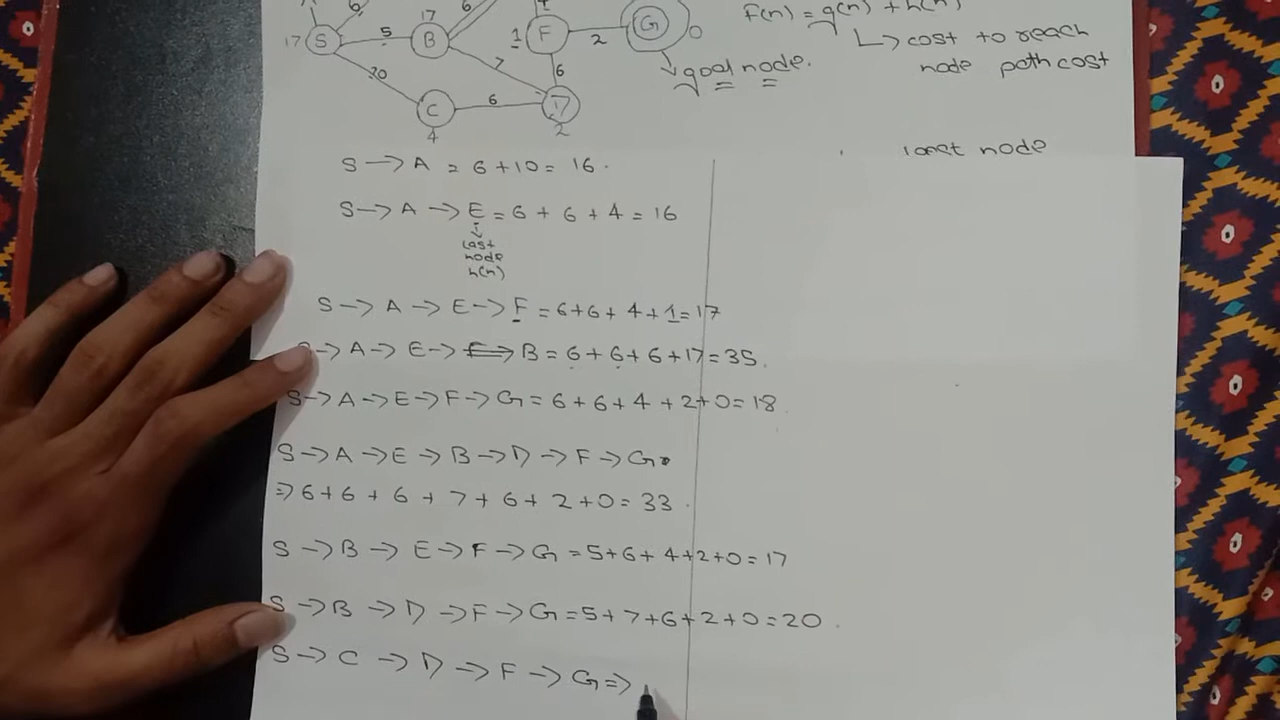 f(n) = g(n) + h(n)
↳ cost to reach
node path cost
6 6
17 S 5 17 B 1 F 2 G 0
7 6
goal node.
20
C 6 D
4 2
S → A = 6 + 10 = 16.
S → A → E = 6 + 6 + 4 = 16
last
node
h(n)
S → A → E → F = 6+6+4+1=17
S → A → E → B = 6+6+6+17=35.
S → A → E → F → G = 6+6+4+2+0=18
S → A → E → B → D → F → G.
⇒ 6+6+6+7+6+2+0=33.
S → B → E → F → G = 5+6+4+2+0=17
S → B → D → F → G = 5+7+6+2+0=20.
S → C → D → F → G ⇒
node